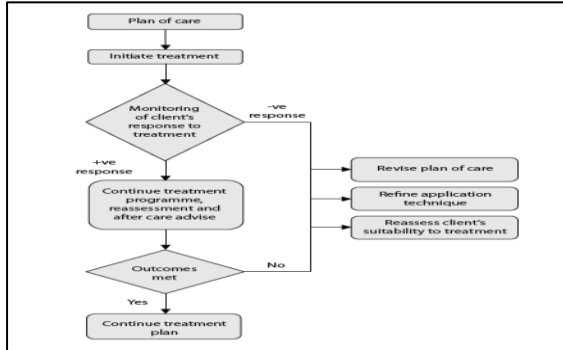 Plan of care
Initiate treatment
Monitoring
of client's
response to
treatment
-ve
response
+ve
response
Continue treatment
programme,
reassessment and
after care advise
Revise plan of care
Refine application
technique
Reassess client's
suitability to treatment
Outcomes
met
No
Yes
Continue treatment
plan